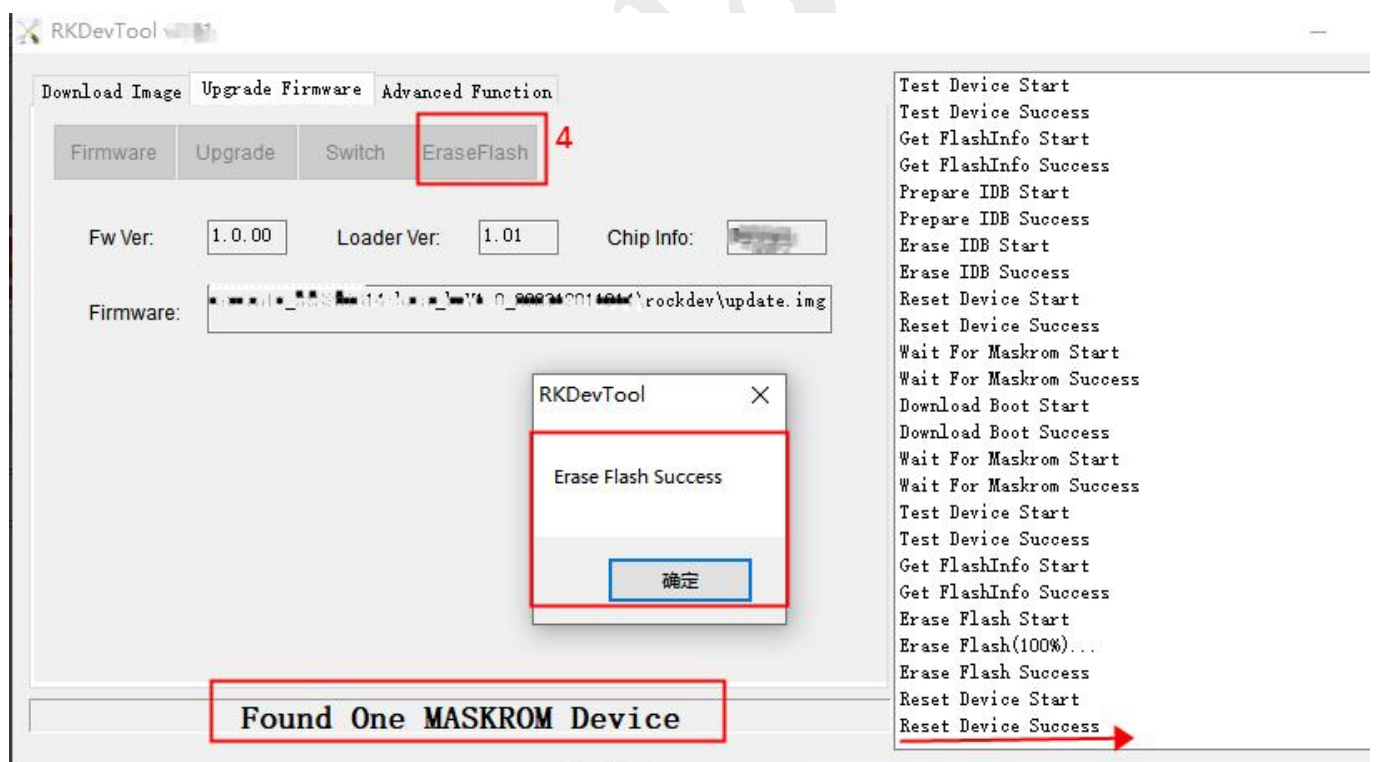 RKDevTool
Download Image Upgrade Firmware Advanced Function
Firmware Upgrade Switch EraseFlash 4
Fw Ver: 1.0.00 Loader Ver: 1.01 Chip Info:
Firmware: \rockdev\update.img
RKDevTool
Erase Flash Success
确定
Found One MASKROM Device
Test Device Start
Test Device Success
Get FlashInfo Start
Get FlashInfo Success
Prepare IDB Start
Prepare IDB Success
Erase IDB Start
Erase IDB Success
Reset Device Start
Reset Device Success
Wait For Maskrom Start
Wait For Maskrom Success
Download Boot Start
Download Boot Success
Wait For Maskrom Start
Wait For Maskrom Success
Test Device Start
Test Device Success
Get FlashInfo Start
Get FlashInfo Success
Erase Flash Start
Erase Flash(100%)...
Erase Flash Success
Reset Device Start
Reset Device Success